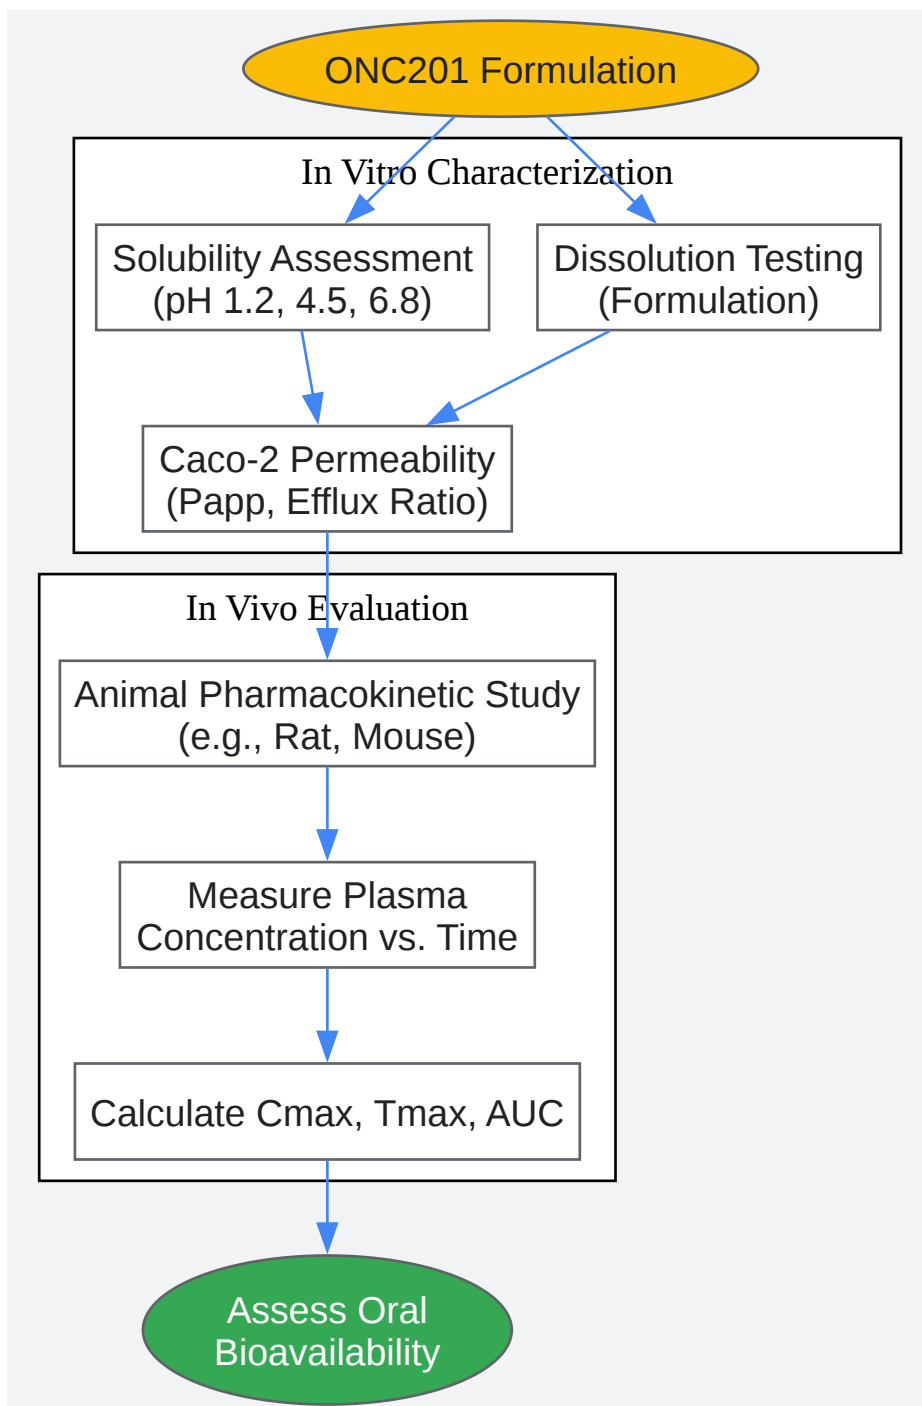 ONC201 Formulation
In Vitro Characterization
Solubility Assessment
(pH 1.2, 4.5, 6.8)
Dissolution Testing
(Formulation)
Caco-2 Permeability
(Papp, Efflux Ratio)
In Vivo Evaluation
Animal Pharmacokinetic Study
(e.g., Rat, Mouse)
Measure Plasma
Concentration vs. Time
Calculate Cmax, Tmax, AUC
Assess Oral
Bioavailability